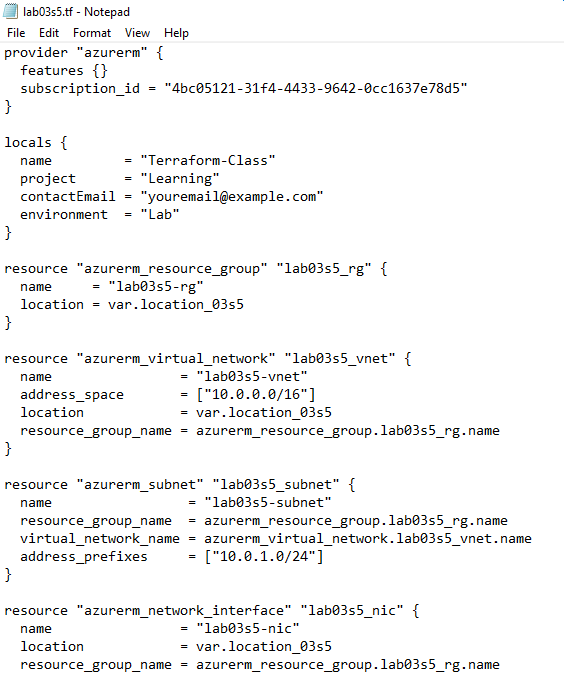 lab03s5.tf - Notepad
File Edit Format View Help
provider "azurerm" {
  features {}
  subscription_id = "4bc05121-31f4-4433-9642-0cc1637e78d5"
}

locals {
  name         = "Terraform-Class"
  project      = "Learning"
  contactEmail = "youremail@example.com"
  environment  = "Lab"
}

resource "azurerm_resource_group" "lab03s5_rg" {
  name     = "lab03s5-rg"
  location = var.location_03s5
}

resource "azurerm_virtual_network" "lab03s5_vnet" {
  name                = "lab03s5-vnet"
  address_space       = ["10.0.0.0/16"]
  location            = var.location_03s5
  resource_group_name = azurerm_resource_group.lab03s5_rg.name
}

resource "azurerm_subnet" "lab03s5_subnet" {
  name                 = "lab03s5-subnet"
  resource_group_name  = azurerm_resource_group.lab03s5_rg.name
  virtual_network_name = azurerm_virtual_network.lab03s5_vnet.name
  address_prefixes     = ["10.0.1.0/24"]
}

resource "azurerm_network_interface" "lab03s5_nic" {
  name                = "lab03s5-nic"
  location            = var.location_03s5
  resource_group_name = azurerm_resource_group.lab03s5_rg.name